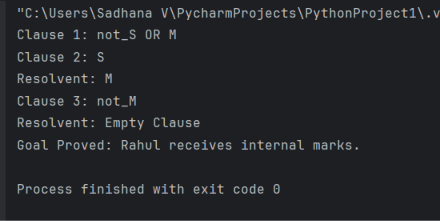 "C:\Users\Sadhana V\PycharmProjects\PythonProject1\.v
Clause 1: not_S OR M
Clause 2: S
Resolvent: M
Clause 3: not_M
Resolvent: Empty Clause
Goal Proved: Rahul receives internal marks.
Process finished with exit code 0